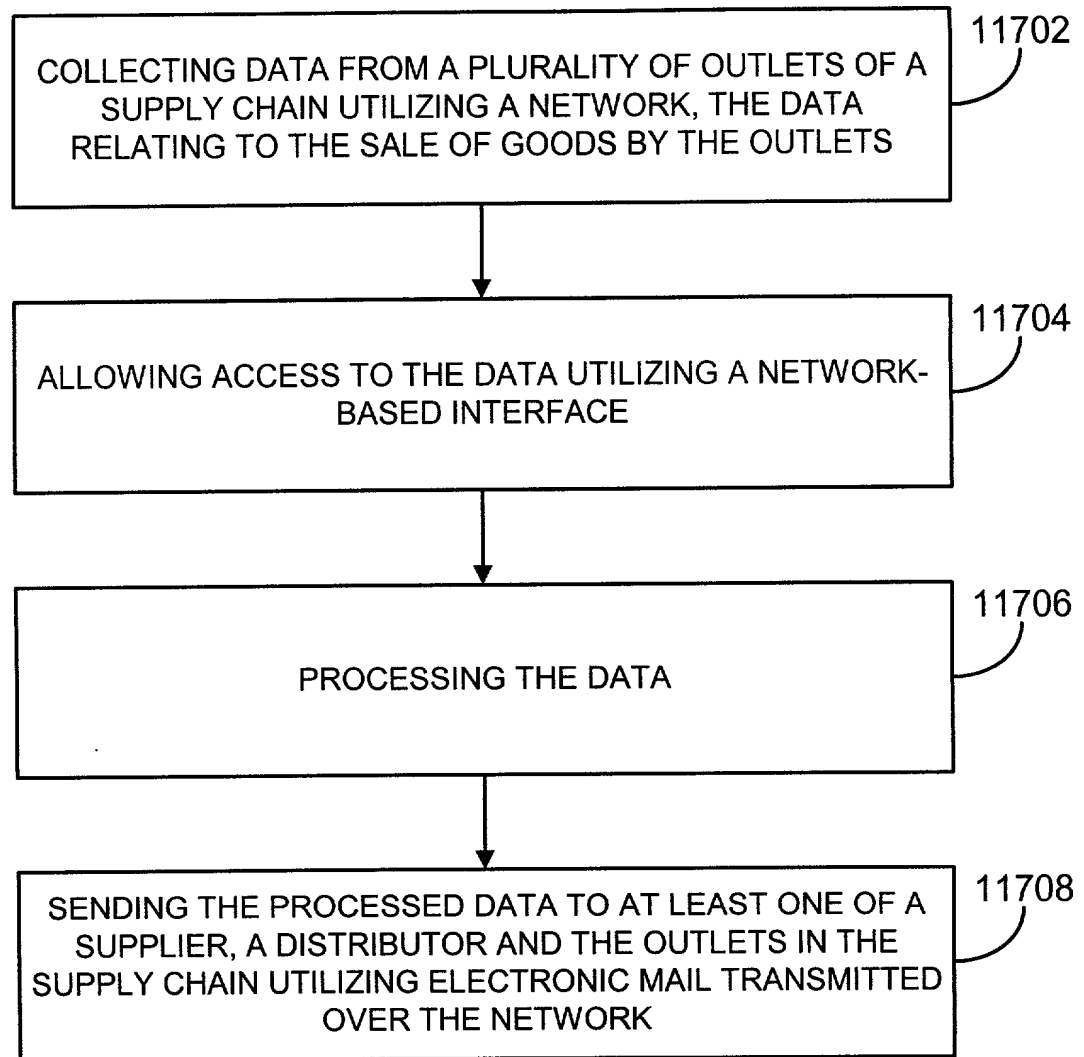 11702
COLLECTING DATA FROM A PLURALITY OF OUTLETS OF A
SUPPLY CHAIN UTILIZING A NETWORK, THE DATA
RELATING TO THE SALE OF GOODS BY THE OUTLETS
11704
ALLOWING ACCESS TO THE DATA UTILIZING A NETWORK-
BASED INTERFACE
11706
PROCESSING THE DATA
11708
SENDING THE PROCESSED DATA TO AT LEAST ONE OF A
SUPPLIER, A DISTRIBUTOR AND THE OUTLETS IN THE
SUPPLY CHAIN UTILIZING ELECTRONIC MAIL TRANSMITTED
OVER THE NETWORK